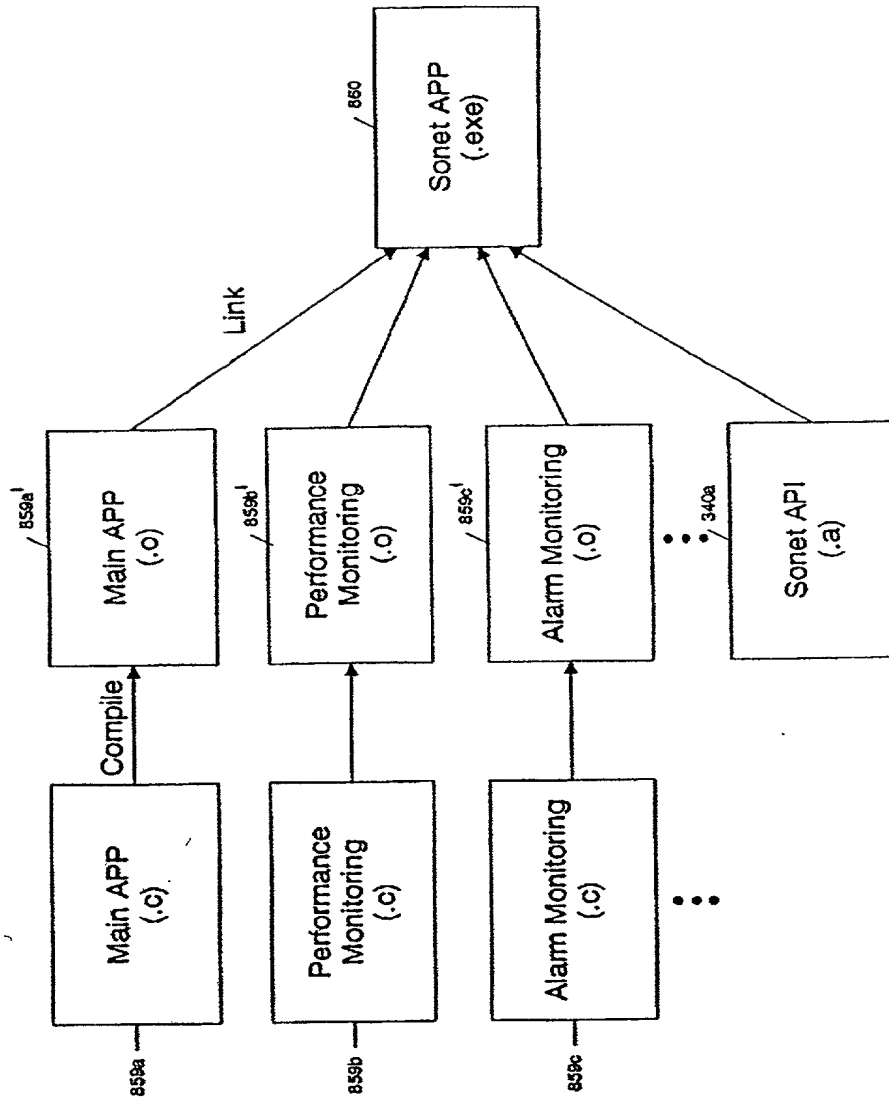 859a
Main APP
(.c)
Compile
859a'
Main APP
(.o)
Link
859b
Performance
Monitoring
(.c)
859b'
Performance
Monitoring
(.o)
859c
Alarm Monitoring
(.c)
859c'
Alarm Monitoring
(.o)
340a
Sonet API
(.a)
860
Sonet APP
(.exe)